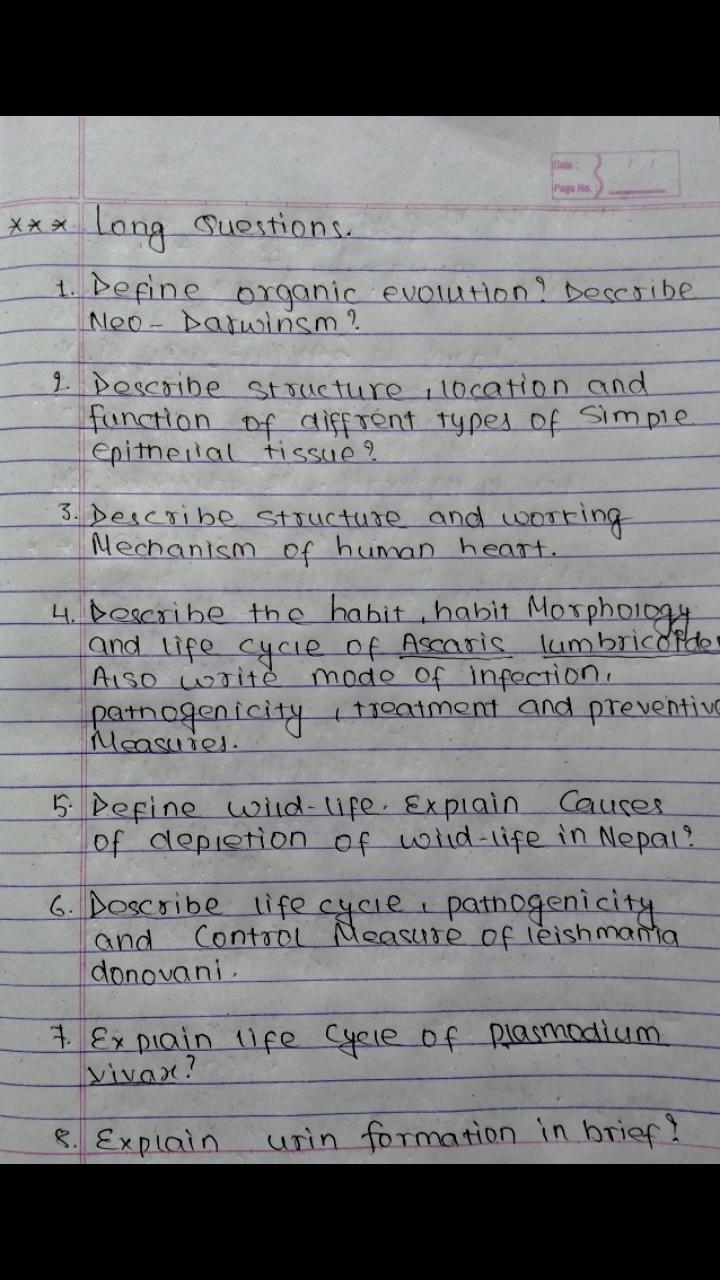 Date :
Page No.
*** Long Questions.
1. Define organic evolution? Describe
Neo - Darwinsm?
2. Describe structure, location and
function of diffrent types of simple
epithelial tissue?
3. Describe structure and working
Mechanism of human heart.
4. Describe the habit, habit Morphology
and life cycle of Ascaris lumbricoide
Also write mode of infection,
pathogenicity, treatment and preventive
Measures.
5. Define wild-life. Explain Causes
of depletion of wild-life in Nepal?
6. Describe life cycle, pathogenicity
and Control Measure of leishmania
donovani.
7. Explain life Cycle of plasmodium
vivax?
8. Explain urin formation in brief?